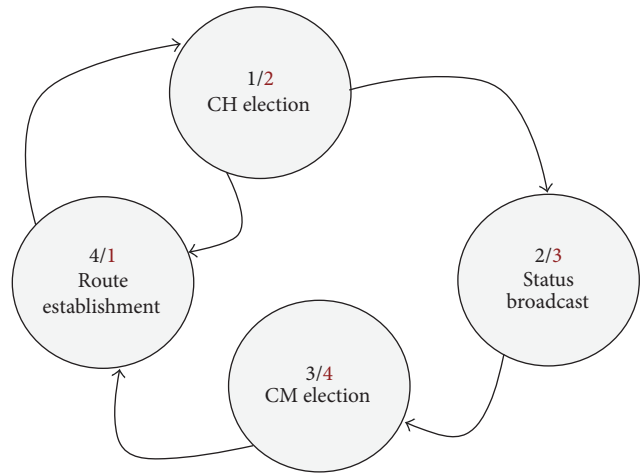 1/2
CH election
2/3
Status
broadcast
3/4
CM election
4/1
Route
establishment